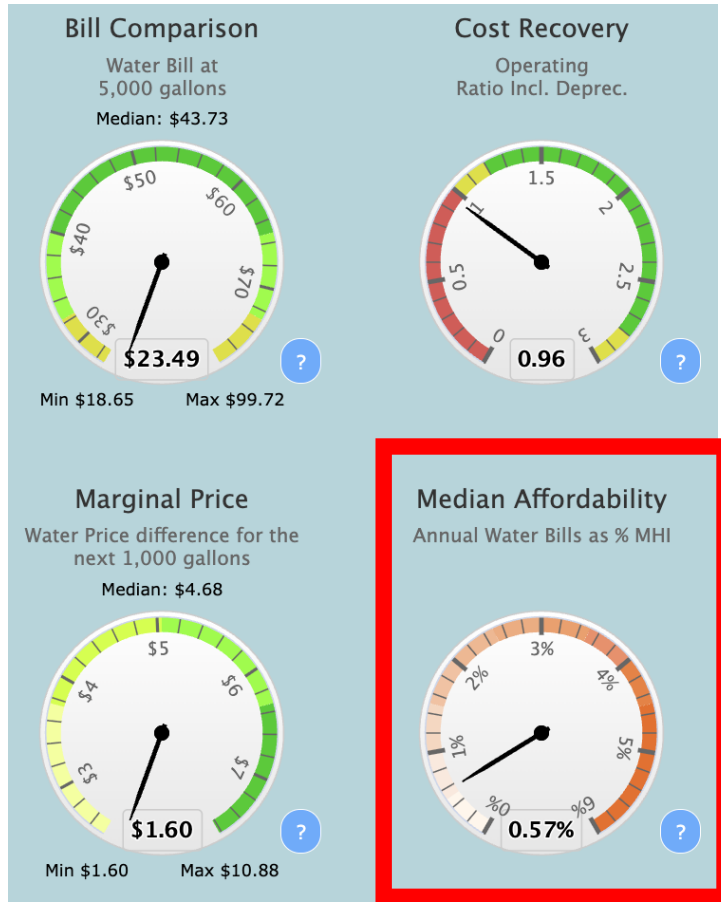 Bill Comparison
Water Bill at
5,000 gallons
Median: $43.73
$30
$40
$50
$60
$70
$23.49
?
Min $18.65 Max $99.72
Cost Recovery
Operating
Ratio Incl. Deprec.
0
0.5
1
1.5
2
2.5
3
0.96
?
Marginal Price
Water Price difference for the
next 1,000 gallons
Median: $4.68
$3
$4
$5
$6
$7
$1.60
?
Min $1.60 Max $10.88
Median Affordability
Annual Water Bills as % MHI
0%
1%
2%
3%
4%
5%
6%
0.57%
?